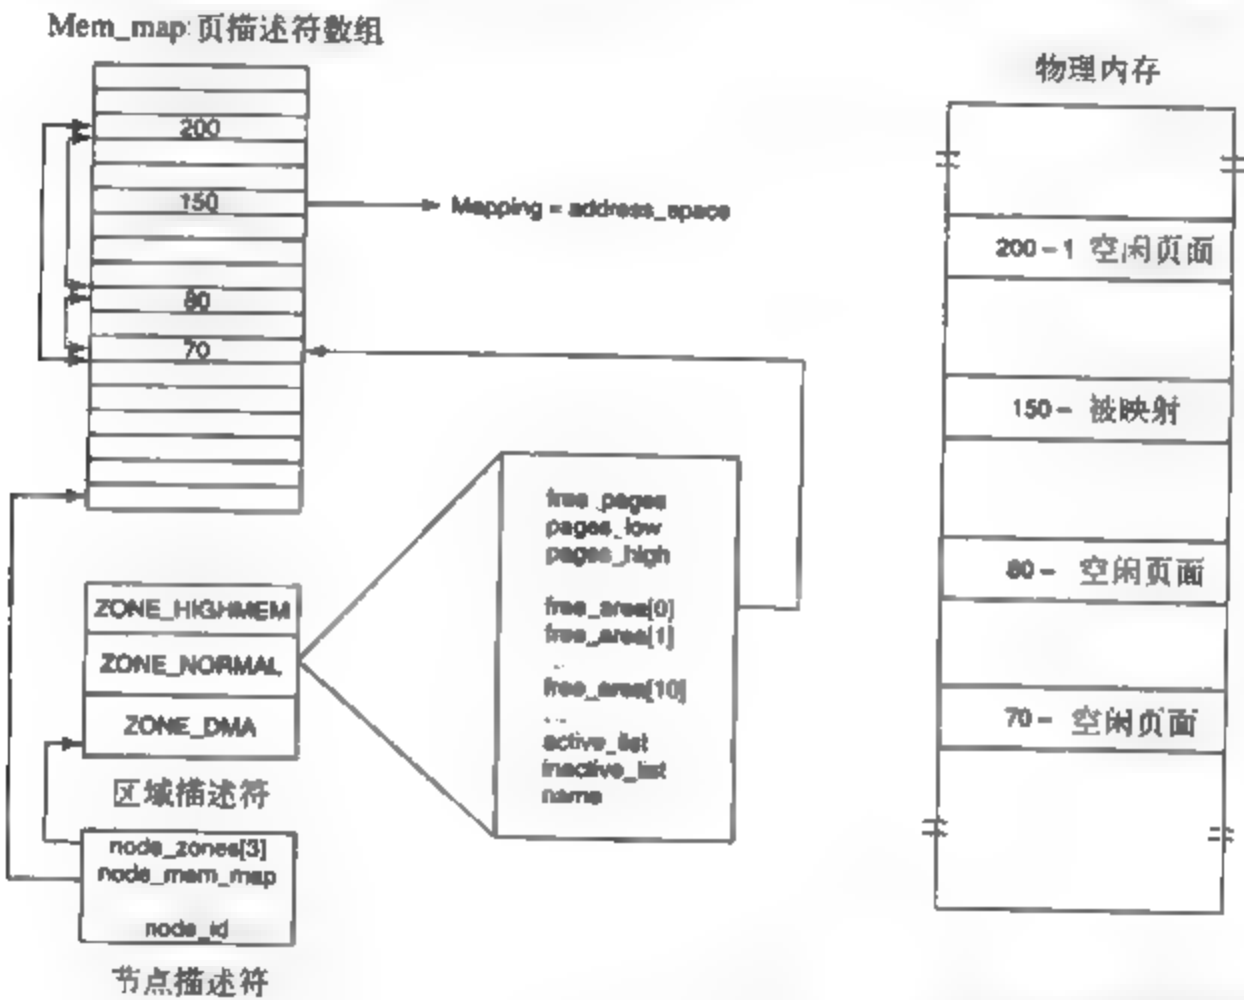 Mem_map:页描述符数组
200
150
80
70
Mapping = address_space
ZONE_HIGHMEM
ZONE_NORMAL
ZONE_DMA
区域描述符
node_zones[3]
node_mem_map
node_id
节点描述符
free_pages
pages_low
pages_high
free_area[0]
free_area[1]
...
free_area[10]
...
active_list
inactive_list
name
物理内存
200-1 空闲页面
150- 被映射
80- 空闲页面
70- 空闲页面